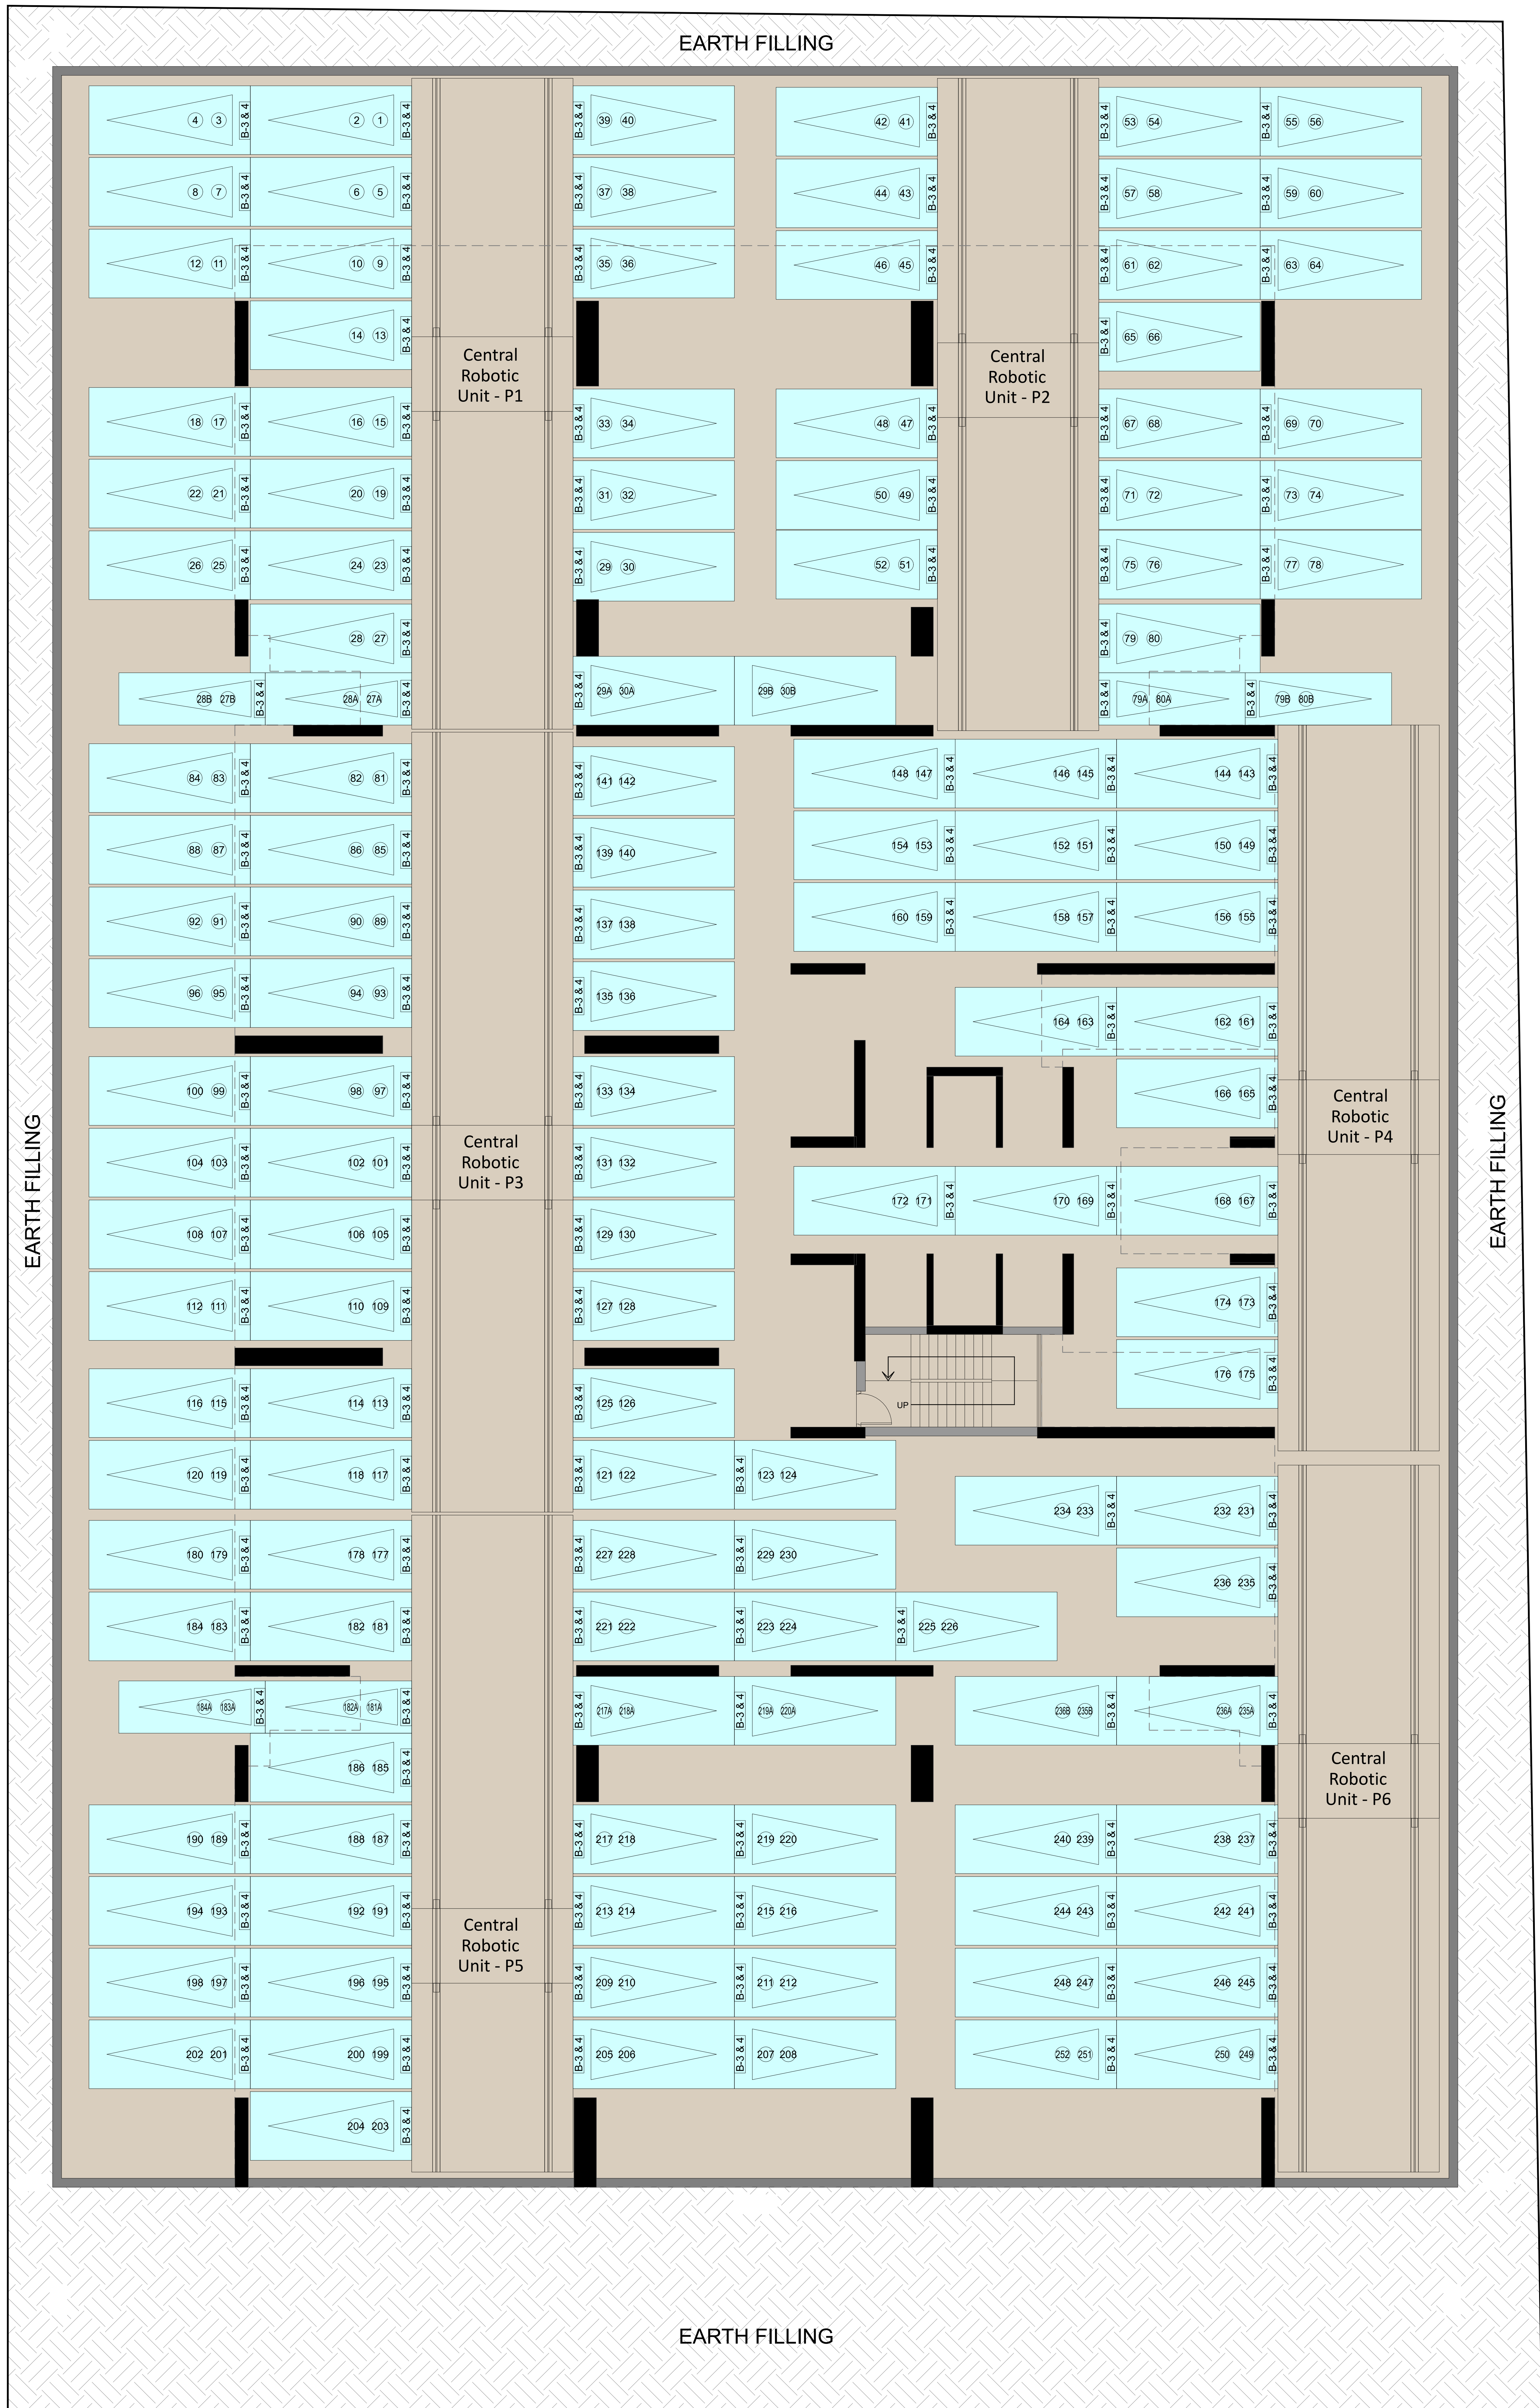 EARTH FILLING
4 3 B-3 & 4 2 1 B-3 & 4 B-3 & 4 39 40 42 41 B-3 & 4 B-3 & 4 53 54 B-3 & 4 55 56
8 7 B-3 & 4 6 5 B-3 & 4 B-3 & 4 37 38 44 43 B-3 & 4 B-3 & 4 57 58 B-3 & 4 59 60
12 11 B-3 & 4 10 9 B-3 & 4 B-3 & 4 35 36 46 45 B-3 & 4 B-3 & 4 61 62 B-3 & 4 63 64
14 13 B-3 & 4 B-3 & 4 65 66
Central
Robotic
Unit - P1
Central
Robotic
Unit - P2
18 17 B-3 & 4 16 15 B-3 & 4 B-3 & 4 33 34 48 47 B-3 & 4 B-3 & 4 67 68 B-3 & 4 69 70
22 21 B-3 & 4 20 19 B-3 & 4 B-3 & 4 31 32 50 49 B-3 & 4 B-3 & 4 71 72 B-3 & 4 73 74
26 25 B-3 & 4 24 23 B-3 & 4 B-3 & 4 29 30 52 51 B-3 & 4 B-3 & 4 75 76 B-3 & 4 77 78
28 27 B-3 & 4 B-3 & 4 79 80
28B 27B B-3 & 4 28A 27A B-3 & 4 B-3 & 4 29A 30A 29B 30B B-3 & 4 79A 80A B-3 & 4 79B 80B
84 83 B-3 & 4 82 81 B-3 & 4 B-3 & 4 141 142 148 147 B-3 & 4 146 145 B-3 & 4 144 143 B-3 & 4
88 87 B-3 & 4 86 85 B-3 & 4 B-3 & 4 139 140 154 153 B-3 & 4 152 151 B-3 & 4 150 149 B-3 & 4
92 91 B-3 & 4 90 89 B-3 & 4 B-3 & 4 137 138 160 159 B-3 & 4 158 157 B-3 & 4 156 155 B-3 & 4
96 95 B-3 & 4 94 93 B-3 & 4 B-3 & 4 135 136 164 163 B-3 & 4 162 161 B-3 & 4
100 99 B-3 & 4 98 97 B-3 & 4 B-3 & 4 133 134 166 165 B-3 & 4
Central
Robotic
Unit - P4
EARTH FILLING
EARTH FILLING
Central
Robotic
Unit - P3
104 103 B-3 & 4 102 101 B-3 & 4 B-3 & 4 131 132 172 171 B-3 & 4 170 169 B-3 & 4 168 167 B-3 & 4
108 107 B-3 & 4 106 105 B-3 & 4 B-3 & 4 129 130
112 111 B-3 & 4 110 109 B-3 & 4 B-3 & 4 127 128 174 173 B-3 & 4
176 175 B-3 & 4
UP
116 115 B-3 & 4 114 113 B-3 & 4 B-3 & 4 125 126
120 119 B-3 & 4 118 117 B-3 & 4 B-3 & 4 121 122 B-3 & 4 123 124 234 233 B-3 & 4 232 231 B-3 & 4
180 179 B-3 & 4 178 177 B-3 & 4 B-3 & 4 227 228 B-3 & 4 229 230 236 235 B-3 & 4
184 183 B-3 & 4 182 181 B-3 & 4 B-3 & 4 221 222 B-3 & 4 223 224 B-3 & 4 225 226
184A 183A B-3 & 4 182A 181A B-3 & 4 B-3 & 4 217A 218A B-3 & 4 219A 220A 236B 235B B-3 & 4 236A 235A B-3 & 4
186 185 B-3 & 4
Central
Robotic
Unit - P6
190 189 B-3 & 4 188 187 B-3 & 4 B-3 & 4 217 218 B-3 & 4 219 220 240 239 B-3 & 4 238 237 B-3 & 4
194 193 B-3 & 4 192 191 B-3 & 4 B-3 & 4 213 214 B-3 & 4 215 216 244 243 B-3 & 4 242 241 B-3 & 4
Central
Robotic
Unit - P5
198 197 B-3 & 4 196 195 B-3 & 4 B-3 & 4 209 210 B-3 & 4 211 212 248 247 B-3 & 4 246 245 B-3 & 4
202 201 B-3 & 4 200 199 B-3 & 4 B-3 & 4 205 206 B-3 & 4 207 208 252 251 B-3 & 4 250 249 B-3 & 4
204 203 B-3 & 4
EARTH FILLING